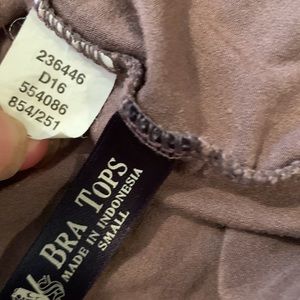 236446
D16
554086
854/251
BRA TOPS
MADE IN INDONESIA
SMALL